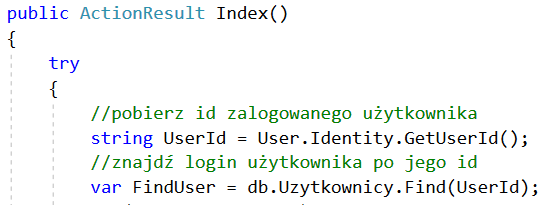 public ActionResult Index()
{
try
{
//pobierz id zalogowanego użytkownika
string UserId = User.Identity.GetUserId();
//znajdź login użytkownika po jego id
var FindUser = db.Uzytkownicy.Find(UserId);